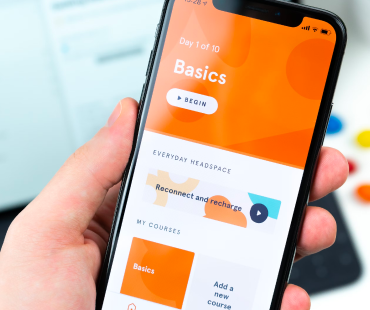 Day 1 of 10
Basics
BEGIN
EVERYDAY HEADSPACE
Reconnect and recharge
MY COURSES
Basics
Add a
new
course